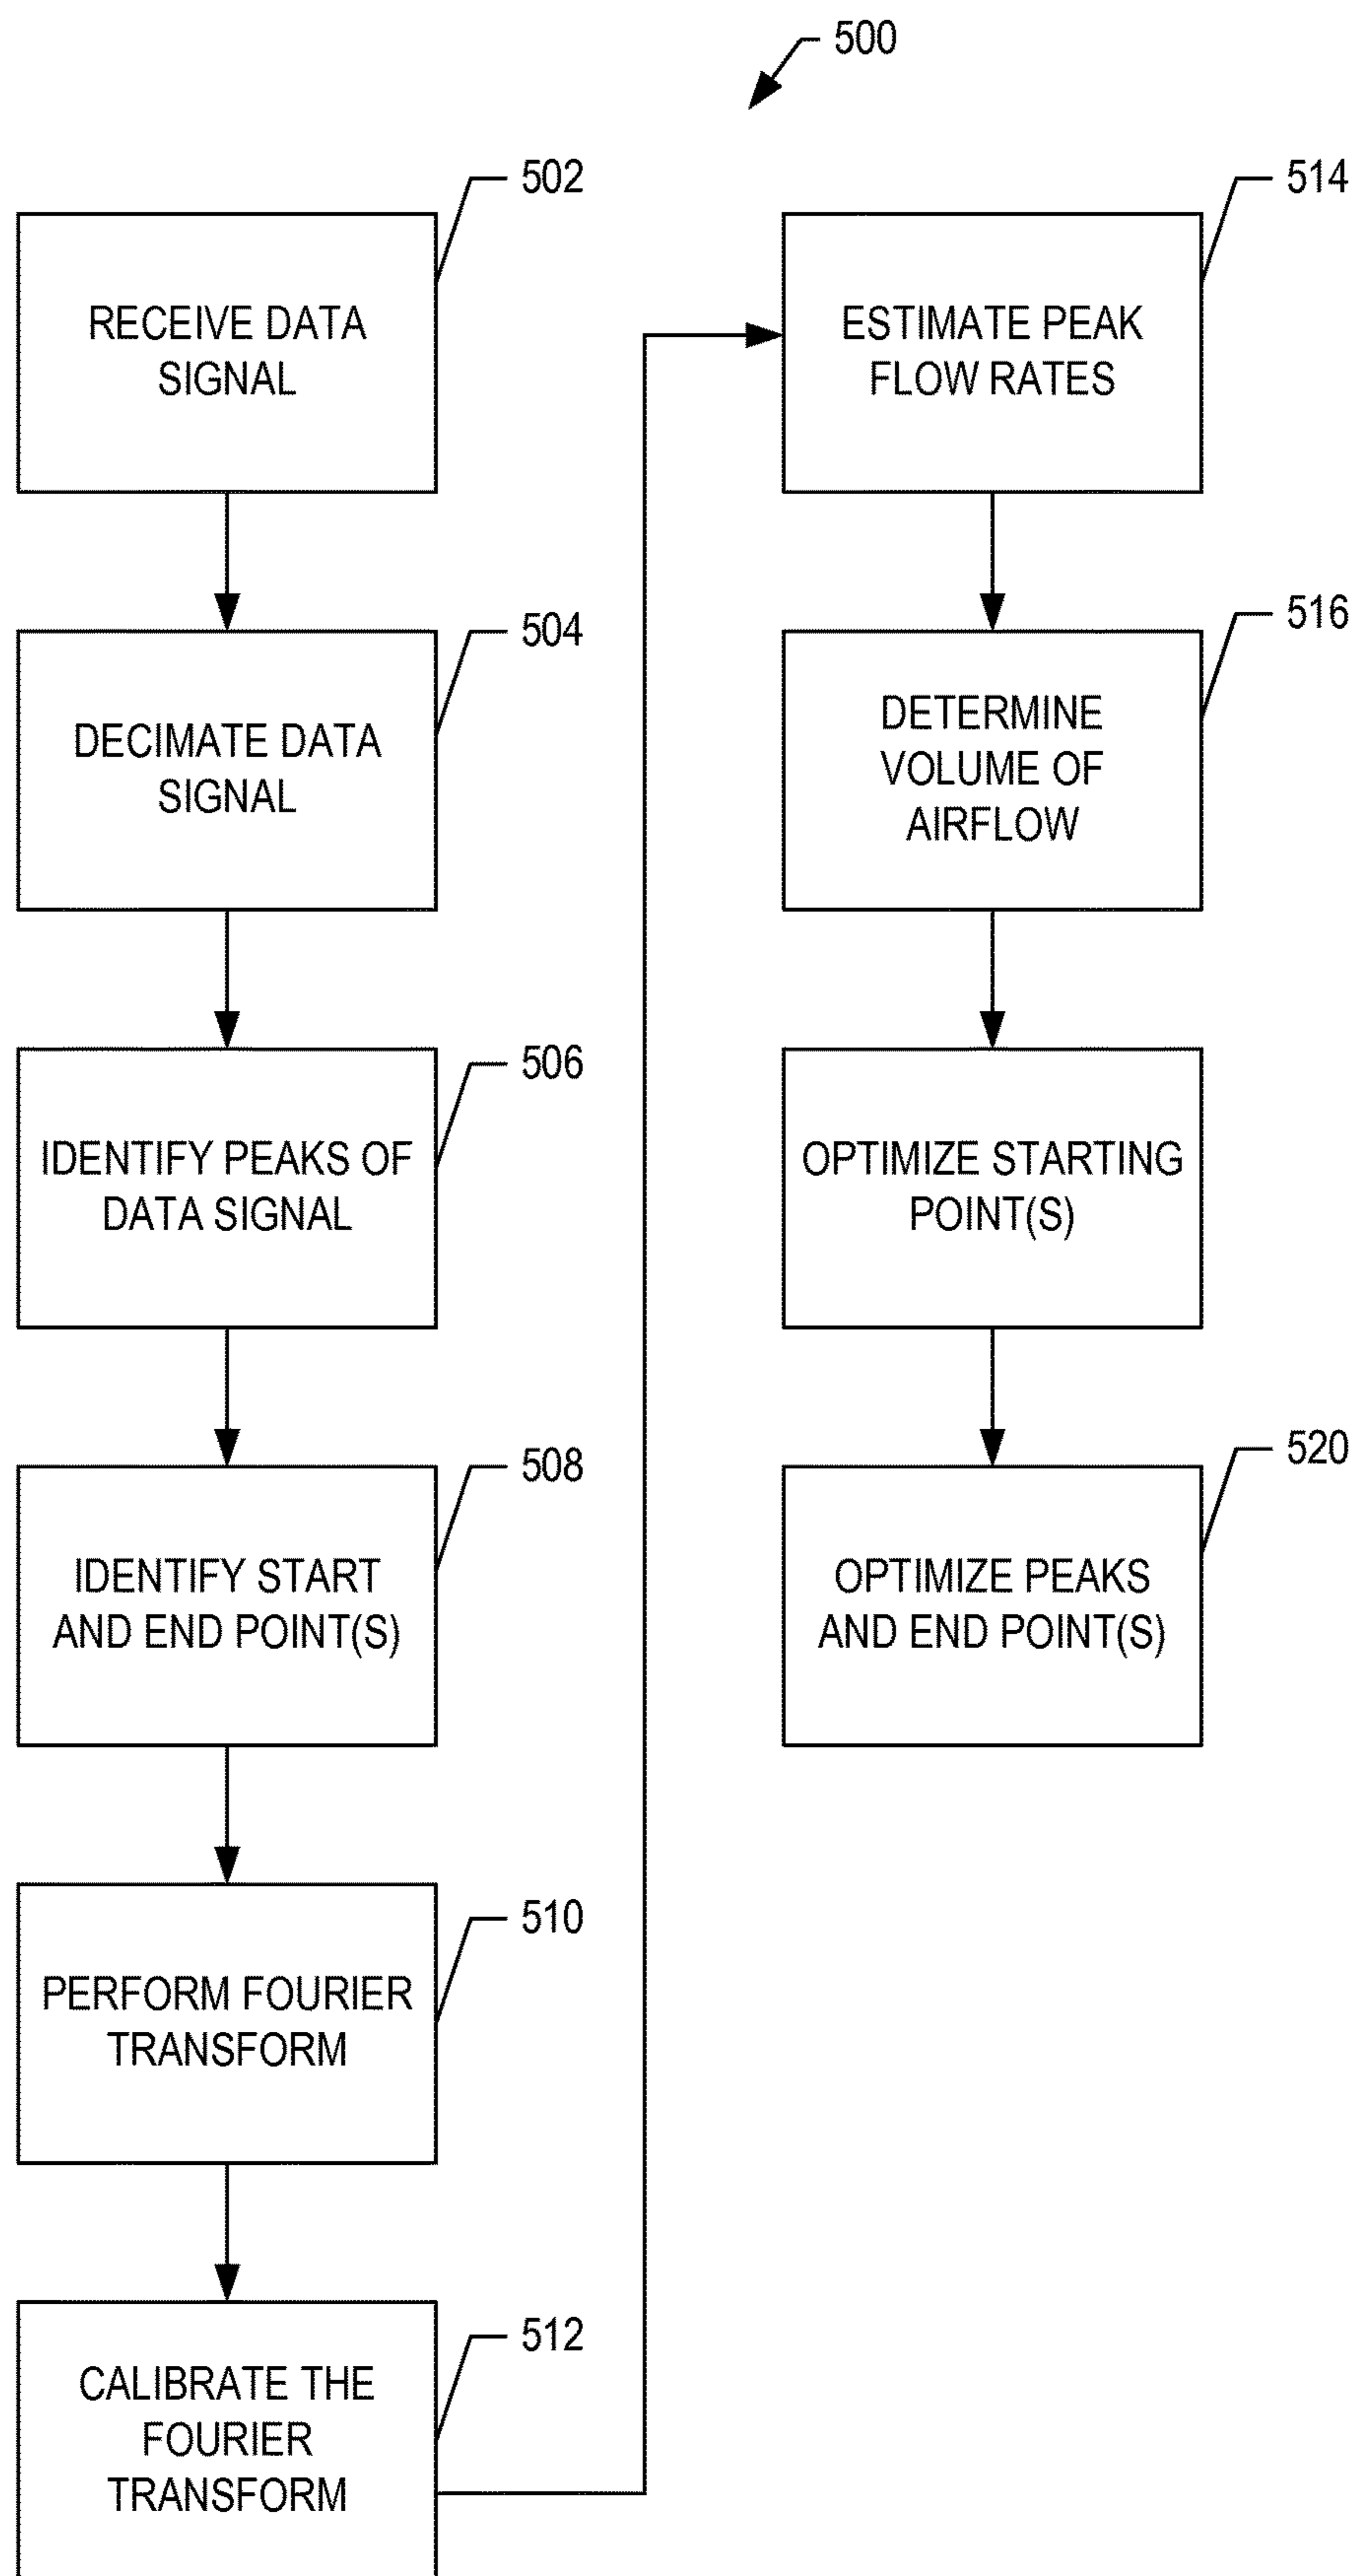 500
502
RECEIVE DATA
SIGNAL
504
DECIMATE DATA
SIGNAL
506
IDENTIFY PEAKS OF
DATA SIGNAL
508
IDENTIFY START
AND END POINT(S)
510
PERFORM FOURIER
TRANSFORM
512
CALIBRATE THE
FOURIER
TRANSFORM
514
ESTIMATE PEAK
FLOW RATES
516
DETERMINE
VOLUME OF
AIRFLOW
OPTIMIZE STARTING
POINT(S)
520
OPTIMIZE PEAKS
AND END POINT(S)